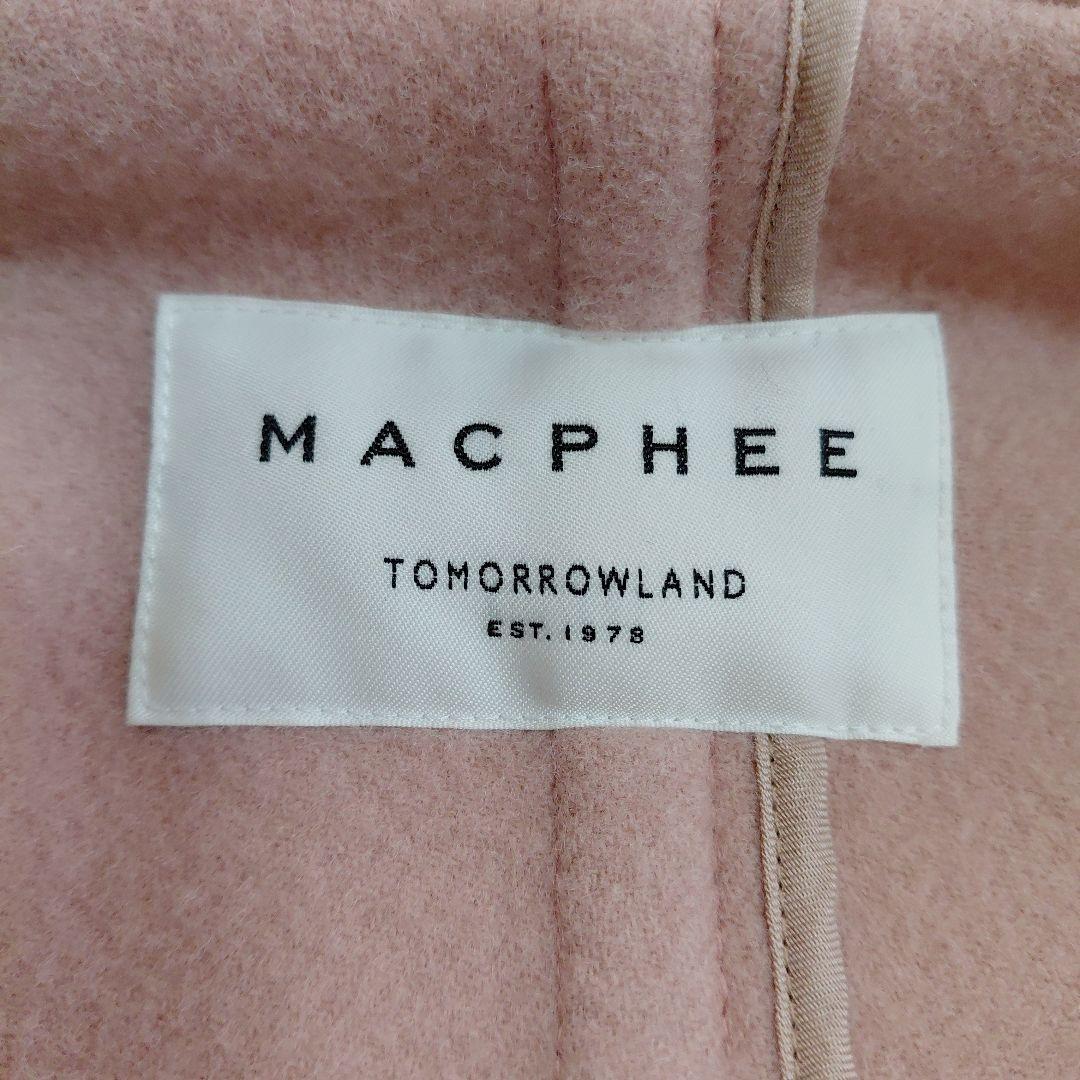 MACPHEE
TOMORROWLAND
EST. 1978